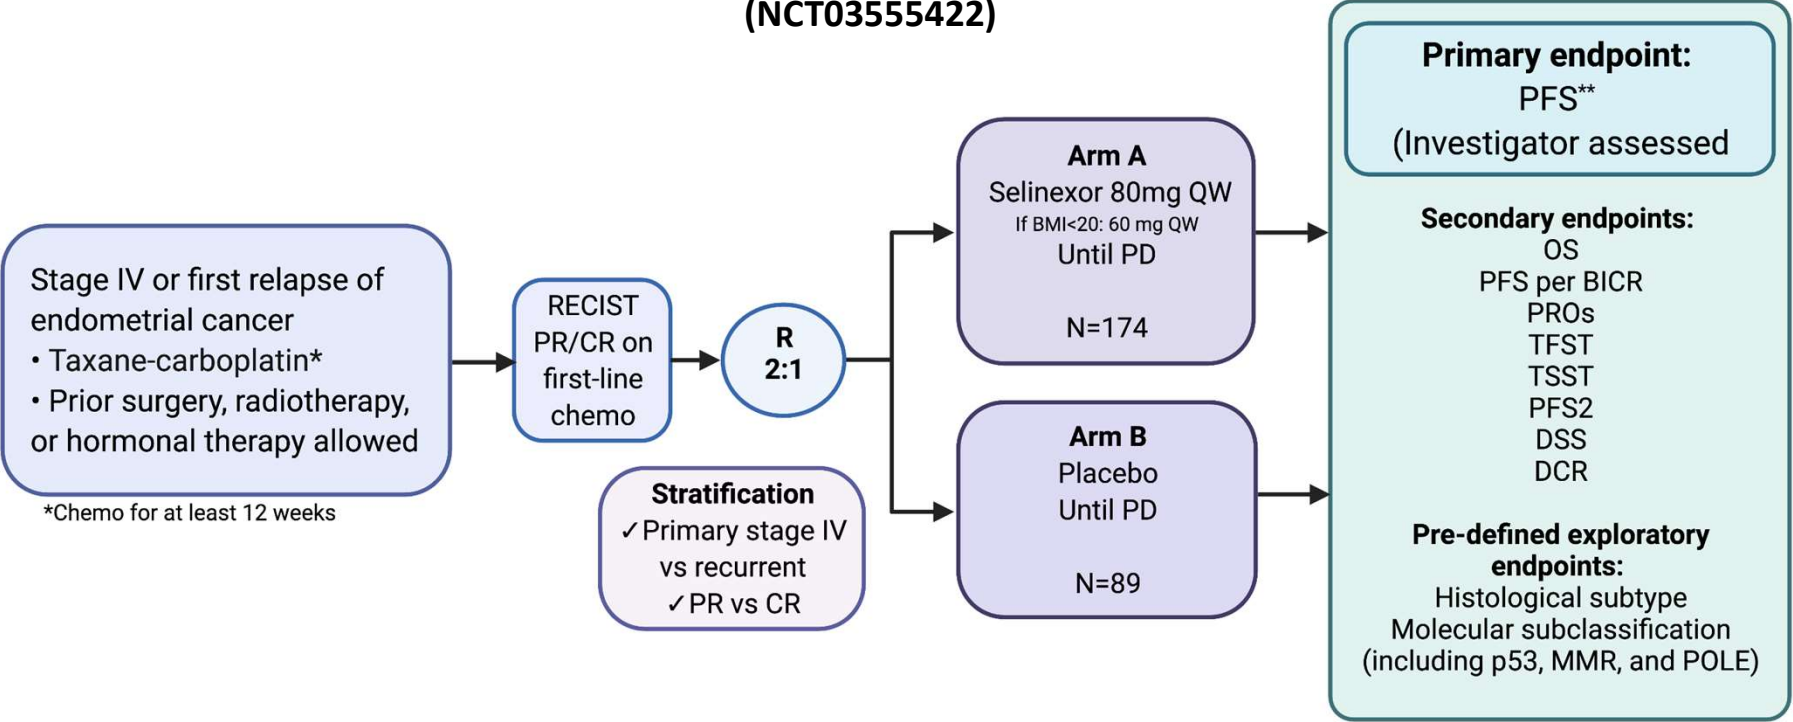 (NCT03555422)
Stage IV or first relapse of
endometrial cancer
• Taxane-carboplatin*
• Prior surgery, radiotherapy,
or hormonal therapy allowed
*Chemo for at least 12 weeks
RECIST
PR/CR on
first-line
chemo
R
2:1
Stratification
✓Primary stage IV
vs recurrent
✓PR vs CR
Arm A
Selinexor 80mg QW
If BMI<20: 60 mg QW
Until PD
N=174
Arm B
Placebo
Until PD
N=89
Primary endpoint:
PFS**
(Investigator assessed
Secondary endpoints:
OS
PFS per BICR
PROs
TFST
TSST
PFS2
DSS
DCR
Pre-defined exploratory
endpoints:
Histological subtype
Molecular subclassification
(including p53, MMR, and POLE)